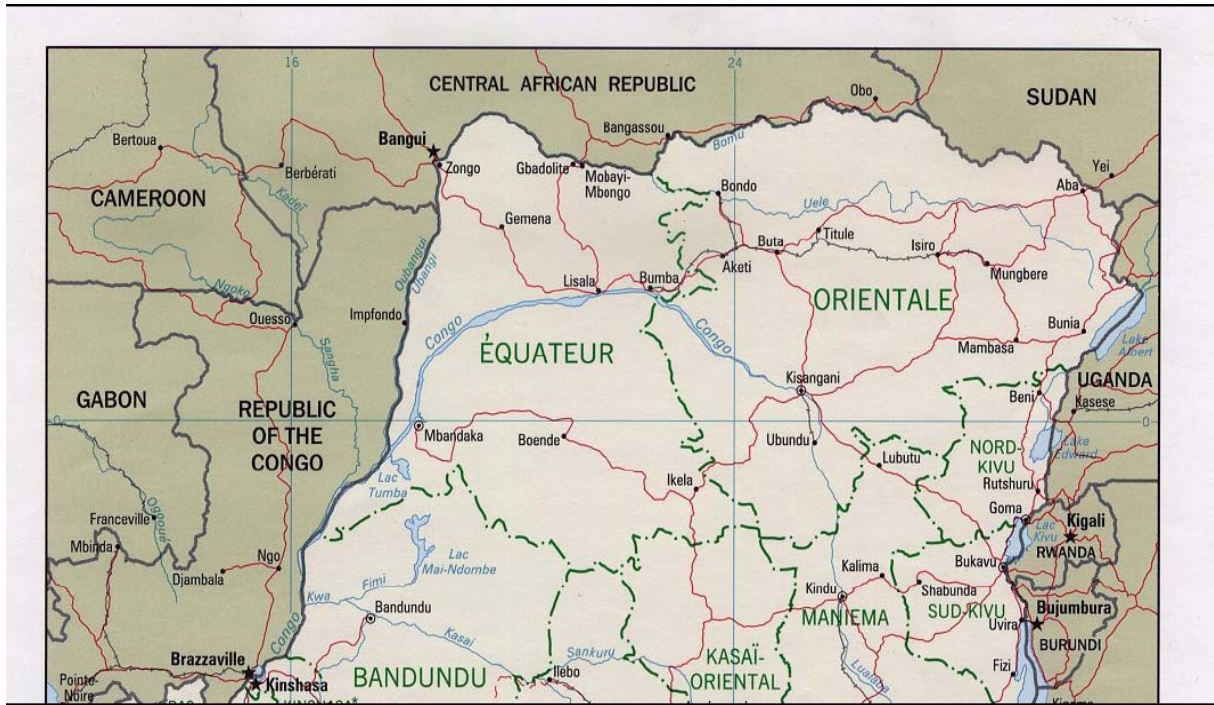 16
24
CENTRAL AFRICAN REPUBLIC
Obo
SUDAN
Bangassou
Bomu
Bangui
Zongo
Gbadolite
Mobayi-
Mbongo
Bertoua
Berbérati
Yei
Aba
CAMEROON
Kadeï
Bondo
Uele
Gemena
Oubangui
Ubangi
Buta
Titule
Isiro
Aketi
Mungbere
Ngoko
Lisala
Bumba
ORIENTALE
Ouesso
Impfondo
Congo
Congo
Bunia
Mambasa
Lake
Albert
ÉQUATEUR
Sangha
Kisangani
UGANDA
GABON
REPUBLIC
OF THE
CONGO
Beni
Kasese
0
0
Mbandaka
Boende
Ubundu
Lubutu
NORD-
KIVU
Lake
Edward
Lac
Tumba
Ikela
Rutshuru
Ogooué
Franceville
Goma
Lac
Kivu
Kigali
RWANDA
Mbinda
Ngo
Djambala
Lac
Mai-Ndombe
Fimi
Kwa
Bandundu
Kalima
Kindu
Shabunda
Bukavu
SUD-KIVU
MANIEMA
Bujumbura
Uvira
BURUNDI
Congo
Kasai
Sankuru
Lualaba
Fizi
Brazzaville
Kinshasa
BANDUNDU
Ilebo
KASAÏ-
ORIENTAL
Pointe-
Noire